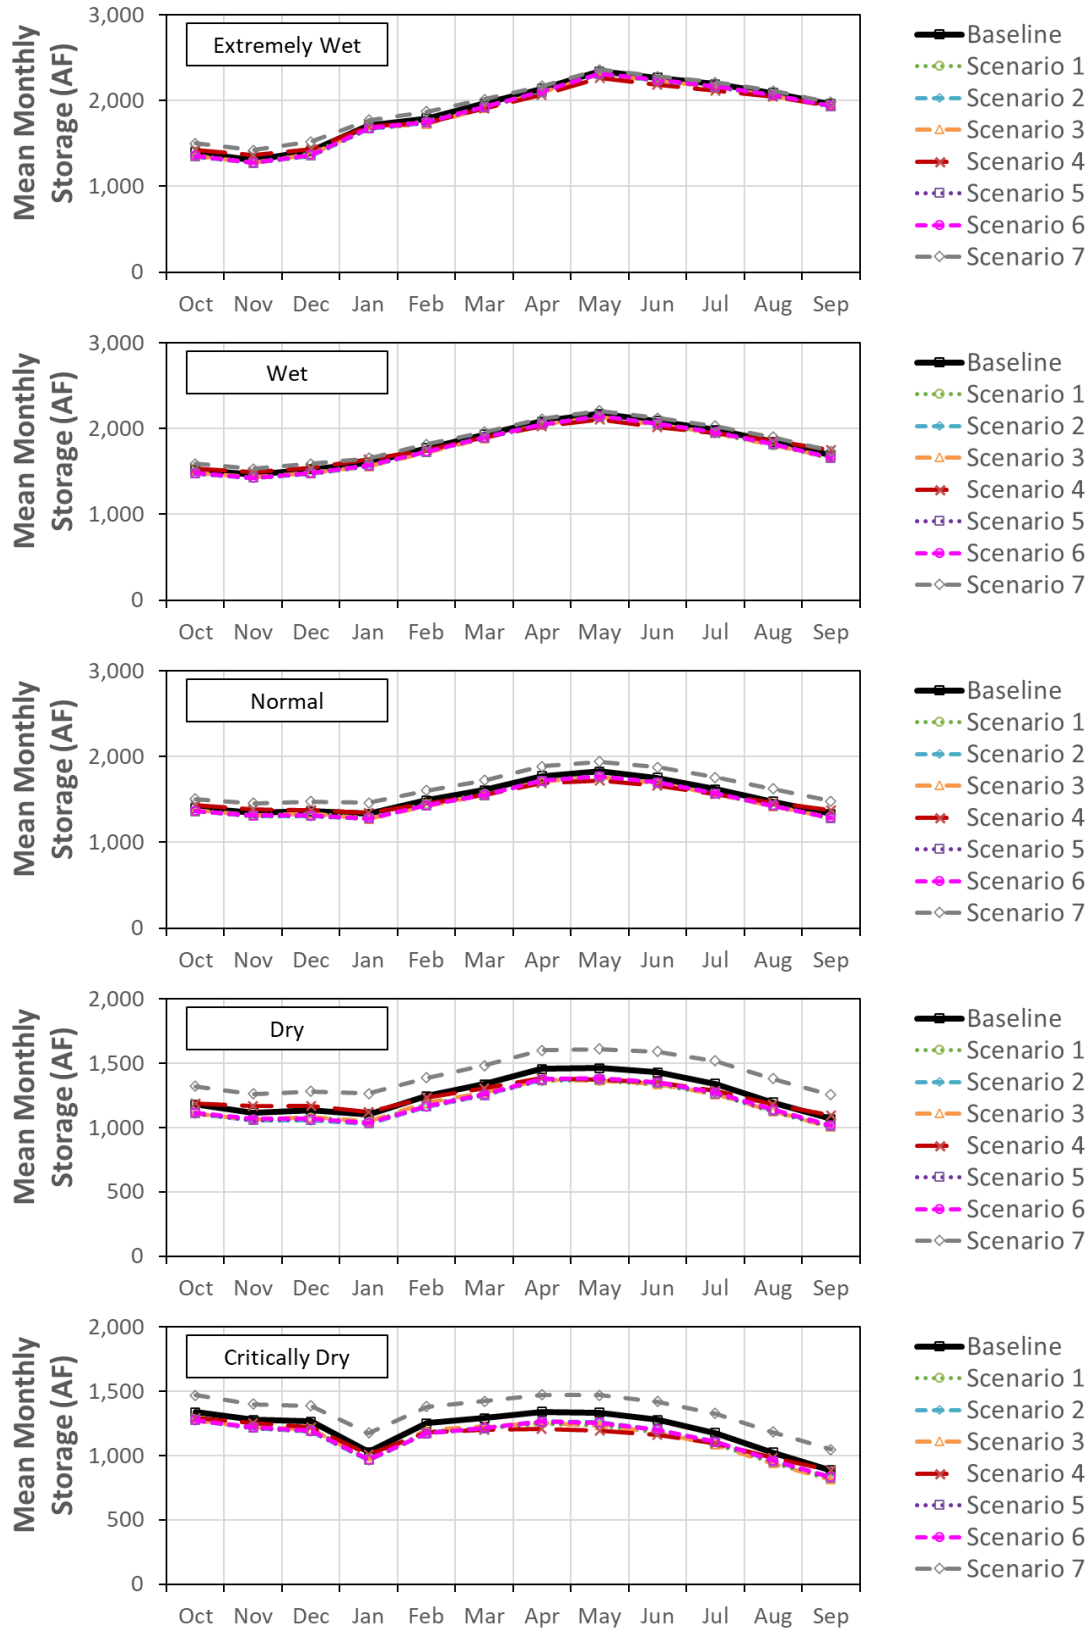 Mean Monthly
Storage (AF)
3,000
2,000
1,000
0
Extremely Wet
Oct Nov Dec Jan Feb Mar Apr May Jun Jul Aug Sep
Baseline
Scenario 1
Scenario 2
Scenario 3
Scenario 4
Scenario 5
Scenario 6
Scenario 7
Mean Monthly
Storage (AF)
3,000
2,000
1,000
0
Wet
Oct Nov Dec Jan Feb Mar Apr May Jun Jul Aug Sep
Baseline
Scenario 1
Scenario 2
Scenario 3
Scenario 4
Scenario 5
Scenario 6
Scenario 7
Mean Monthly
Storage (AF)
3,000
2,000
1,000
0
Normal
Oct Nov Dec Jan Feb Mar Apr May Jun Jul Aug Sep
Baseline
Scenario 1
Scenario 2
Scenario 3
Scenario 4
Scenario 5
Scenario 6
Scenario 7
Mean Monthly
Storage (AF)
2,000
1,500
1,000
500
0
Dry
Oct Nov Dec Jan Feb Mar Apr May Jun Jul Aug Sep
Baseline
Scenario 1
Scenario 2
Scenario 3
Scenario 4
Scenario 5
Scenario 6
Scenario 7
Mean Monthly
Storage (AF)
2,000
1,500
1,000
500
0
Critically Dry
Oct Nov Dec Jan Feb Mar Apr May Jun Jul Aug Sep
Baseline
Scenario 1
Scenario 2
Scenario 3
Scenario 4
Scenario 5
Scenario 6
Scenario 7